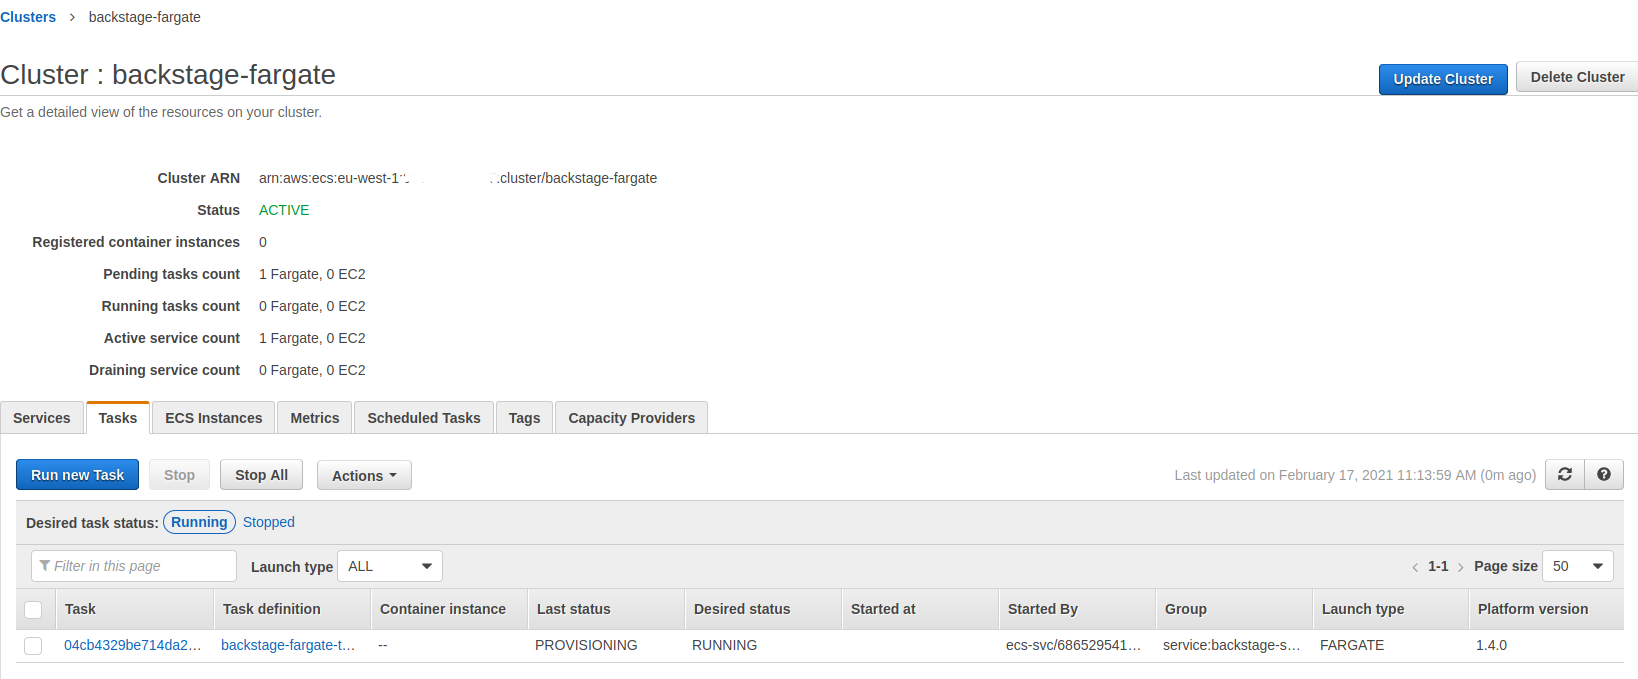 Clusters > backstage-fargate
Cluster : backstage-fargate
Update Cluster
Delete Cluster
Get a detailed view of the resources on your cluster.
Cluster ARN arn:aws:ecs:eu-west-1 cluster/backstage-fargate
Status ACTIVE
Registered container instances 0
Pending tasks count 1 Fargate, 0 EC2
Running tasks count 0 Fargate, 0 EC2
Active service count 1 Fargate, 0 EC2
Draining service count 0 Fargate, 0 EC2
Services Tasks ECS Instances Metrics Scheduled Tasks Tags Capacity Providers
Run new Task Stop Stop All Actions Last updated on February 17, 2021 11:13:59 AM (0m ago)
Desired task status: Running Stopped
Filter in this page Launch type ALL < 1-1 > Page size 50
Task Task definition Container instance Last status Desired status Started at Started By Group Launch type Platform version
04cb4329be714da2... backstage-fargate-t... -- PROVISIONING RUNNING ecs-svc/686529541... service:backstage-s... FARGATE 1.4.0